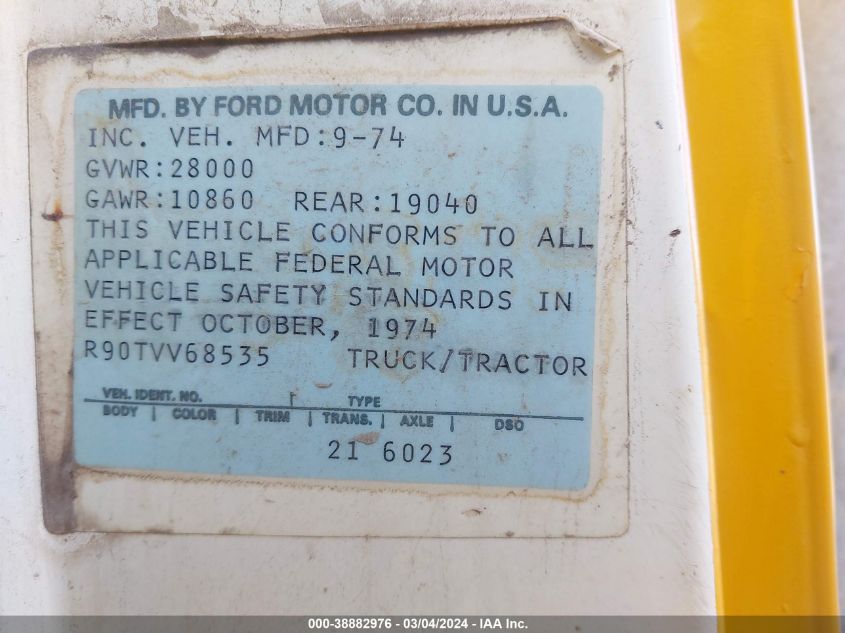 MFD. BY FORD MOTOR CO. IN U.S.A.
INC. VEH. MFD:9-74
GVWR:28000
GAWR:10860 REAR:19040
THIS VEHICLE CONFORMS TO ALL
APPLICABLE FEDERAL MOTOR
VEHICLE SAFETY STANDARDS IN
EFFECT OCTOBER, 1974
R90TVV68535 TRUCK/TRACTOR
VEH. IDENT. NO. TYPE
BODY | COLOR | TRIM | TRANS. | AXLE | DSO
21 6023
000-38882976 - 03/04/2024 - IAA Inc.